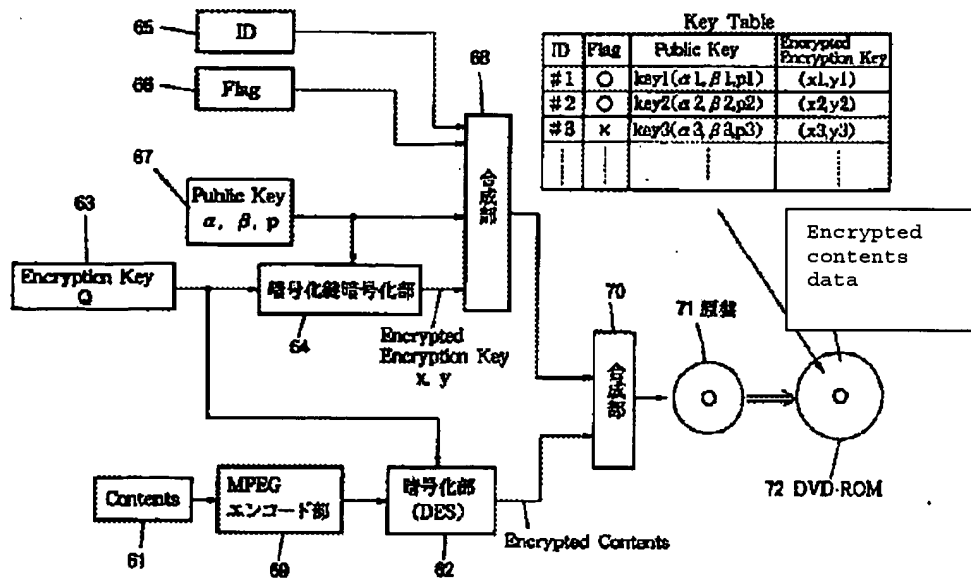 65
ID
66
Flag
67
Public Key
α, β, p
63
Encryption Key
Q
暗号化鍵暗号化部
64
Encrypted
Encryption Key
x, y
68
合成部
Key Table
ID Flag Public Key Encrypted Encryption Key
#1 ○ key1(α1, β1,p1) (x1,y1)
#2 ○ key2(α2, β2,p2) (x2,y2)
#3 × key3(α3, β3,p3) (x3,y3)
Encrypted
contents
data
70
合成部
71 原盤
72 DVD-ROM
Contents
61
MPEG
エンコード部
69
暗号化部
(DES)
62
Encrypted Contents